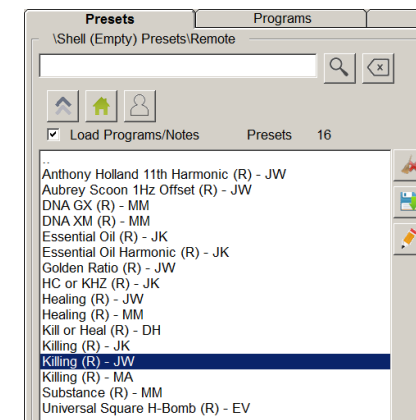 Presets Programs
\Shell (Empty) Presets\Remote
Load Programs/Notes Presets 16
..
Anthony Holland 11th Harmonic (R) - JW
Aubrey Scoon 1Hz Offset (R) - JW
DNA GX (R) - MM
DNA XM (R) - MM
Essential Oil (R) - JK
Essential Oil Harmonic (R) - JK
Golden Ratio (R) - JW
HC or KHZ (R) - JK
Healing (R) - JW
Healing (R) - MM
Kill or Heal (R) - DH
Killing (R) - JK
Killing (R) - JW
Killing (R) - MA
Substance (R) - MM
Universal Square H-Bomb (R) - EV